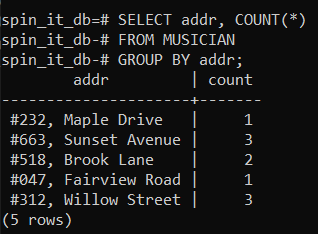 spin_it_db=# SELECT addr, COUNT(*)
spin_it_db-# FROM MUSICIAN
spin_it_db-# GROUP BY addr;
        addr          | count
----------------------+-------
 #232, Maple Drive    |     1
 #663, Sunset Avenue  |     3
 #518, Brook Lane     |     2
 #047, Fairview Road  |     1
 #312, Willow Street  |     3
(5 rows)